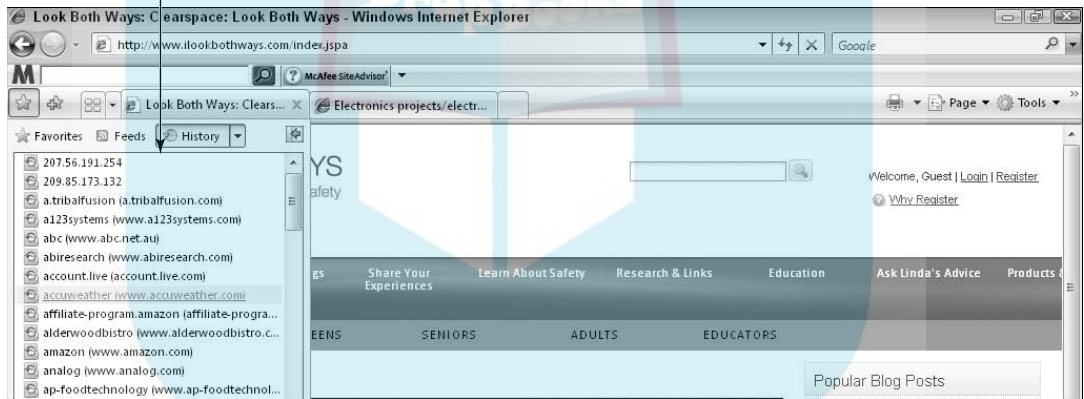 Look Both Ways: Clearspace: Look Both Ways - Windows Internet Explorer
http://www.ilookbothways.com/index.jspa
Google
M
McAfee SiteAdvisor
Look Both Ways: Clears...
Electronics projects/electr...
Page
Tools
Favorites
Feeds
History
207.56.191.254
209.85.173.132
a.tribalfusion (a.tribalfusion.com)
a123systems (www.a123systems.com)
abc (www.abc.net.au)
abiresearch (www.abiresearch.com)
account.live (account.live.com)
accuweather (www.accuweather.com)
affiliate-program.amazon (affiliate-progra...
alderwoodbistro (www.alderwoodbistro.c...
amazon (www.amazon.com)
analog (www.analog.com)
ap-foodtechnology (www.ap-foodtechnol...
YS
afety
Welcome, Guest | Login | Register
Why Register
gs
Share Your Experiences
Learn About Safety
Research & Links
Education
Ask Linda's Advice
Products &
EENS
SENIORS
ADULTS
EDUCATORS
Popular Blog Posts